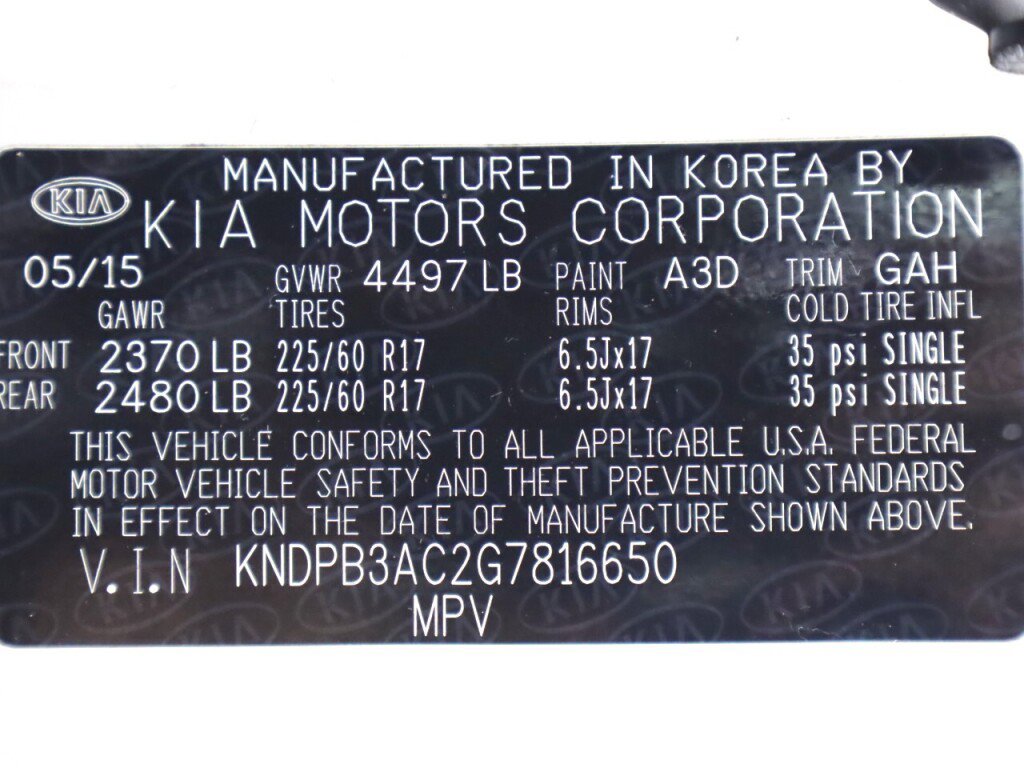 MANUFACTURED IN KOREA BY
KIA KIA MOTORS CORPORATION
05/15 GVWR 4497 LB PAINT A3D TRIM GAH
GAWR TIRES RIMS COLD TIRE INFL
FRONT 2370 LB 225/60 R17 6.5Jx17 35 psi SINGLE
REAR 2480 LB 225/60 R17 6.5Jx17 35 psi SINGLE
THIS VEHICLE CONFORMS TO ALL APPLICABLE U.S.A. FEDERAL
MOTOR VEHICLE SAFETY AND THEFT PREVENTION STANDARDS
IN EFFECT ON THE DATE OF MANUFACTURE SHOWN ABOVE.
V.I.N KNDPB3AC2G7816650
MPV